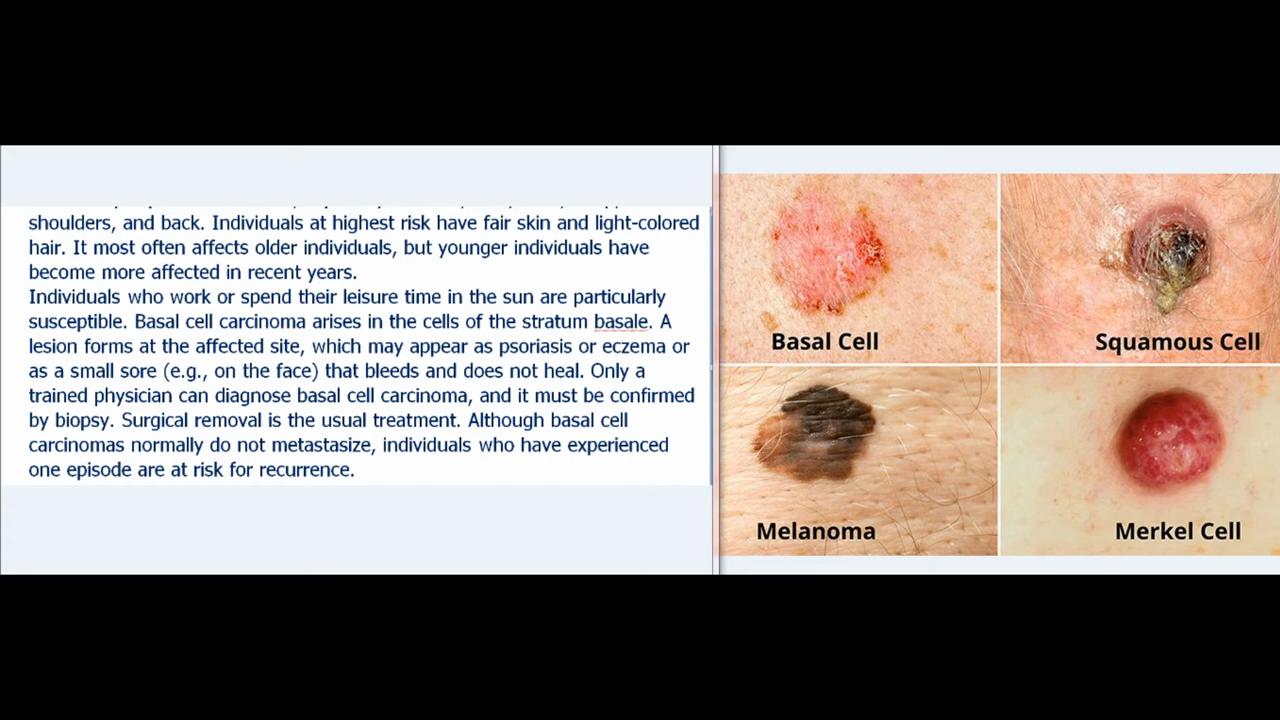 shoulders, and back. Individuals at highest risk have fair skin and light-colored
hair. It most often affects older individuals, but younger individuals have
become more affected in recent years.
Individuals who work or spend their leisure time in the sun are particularly
susceptible. Basal cell carcinoma arises in the cells of the stratum basale. A
lesion forms at the affected site, which may appear as psoriasis or eczema or
as a small sore (e.g., on the face) that bleeds and does not heal. Only a
trained physician can diagnose basal cell carcinoma, and it must be confirmed
by biopsy. Surgical removal is the usual treatment. Although basal cell
carcinomas normally do not metastasize, individuals who have experienced
one episode are at risk for recurrence.
Basal Cell
Squamous Cell
Melanoma
Merkel Cell